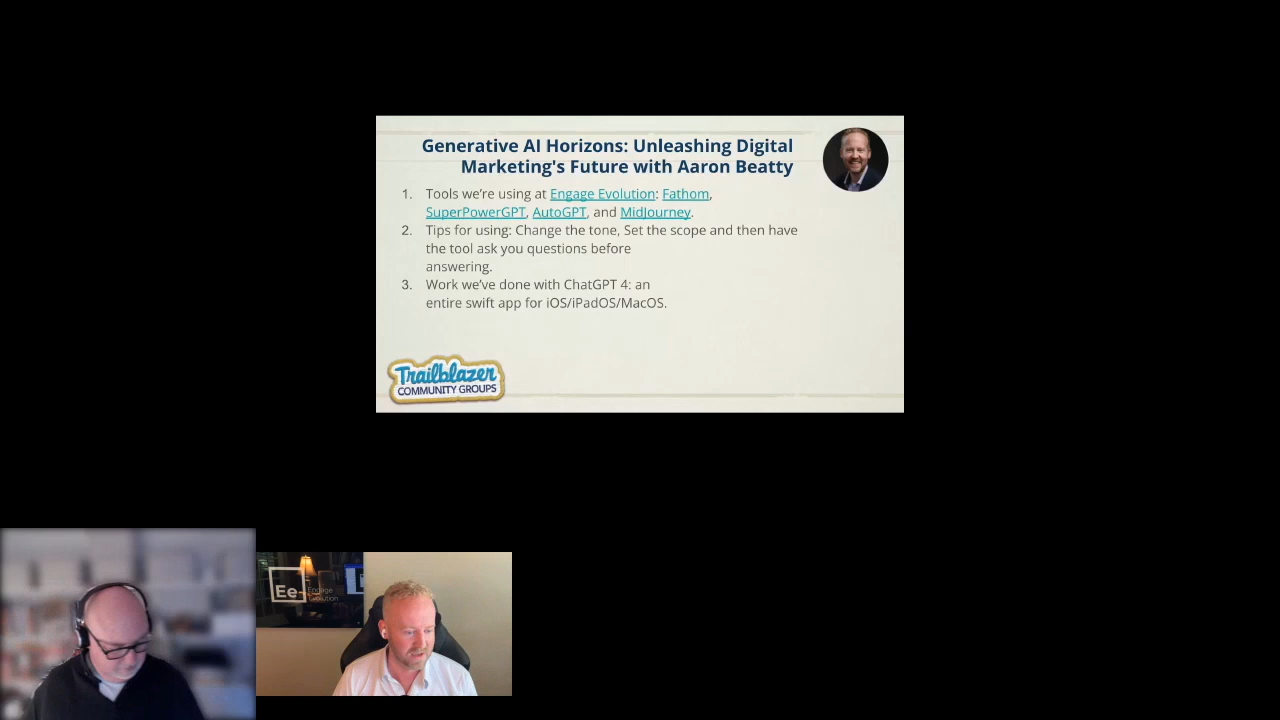 Generative AI Horizons: Unleashing Digital
Marketing's Future with Aaron Beatty
1. Tools we're using at Engage Evolution: Fathom,
SuperPowerGPT, AutoGPT, and MidJourney.
2. Tips for using: Change the tone, Set the scope and then have
the tool ask you questions before
answering.
3. Work we've done with ChatGPT 4: an
entire swift app for iOS/iPadOS/MacOS.
Trailblazer
COMMUNITY GROUPS
Ee
Engage
Evolution